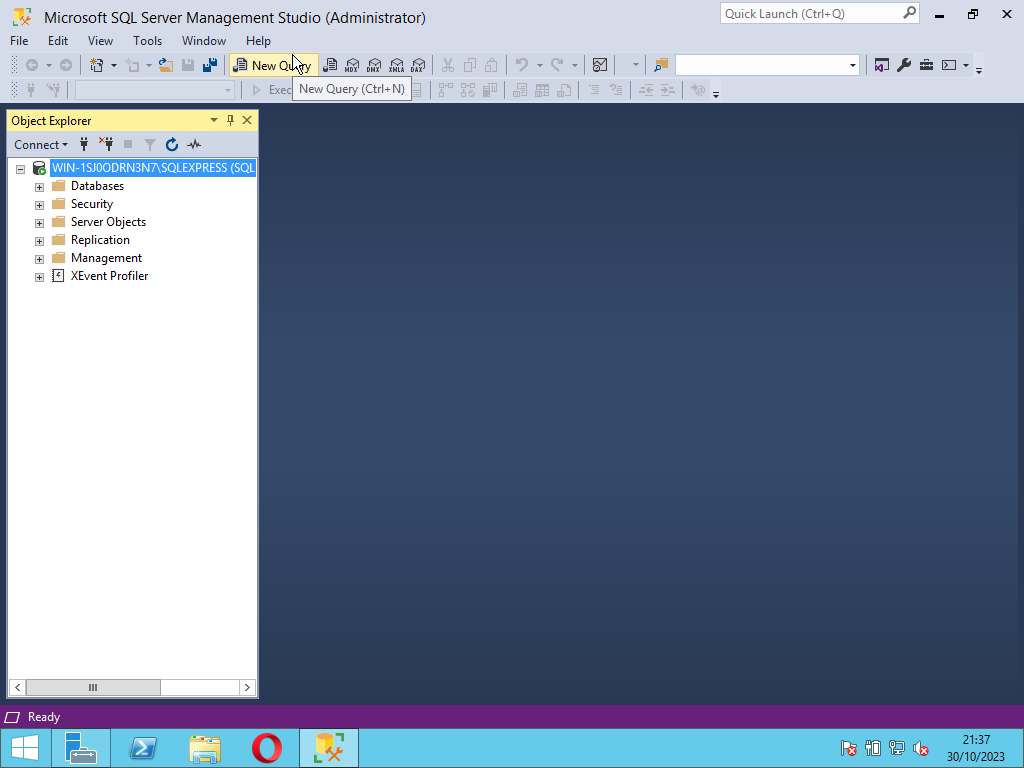 Microsoft SQL Server Management Studio (Administrator)
Quick Launch (Ctrl+Q)
File Edit View Tools Window Help
New Query
MDX DMX XMLA DAX
Exec
New Query (Ctrl+N)
Object Explorer
Connect
WIN-1SJ0ODRN3N7\SQLEXPRESS (SQL
Databases
Security
Server Objects
Replication
Management
XEvent Profiler
Ready
21:37
30/10/2023